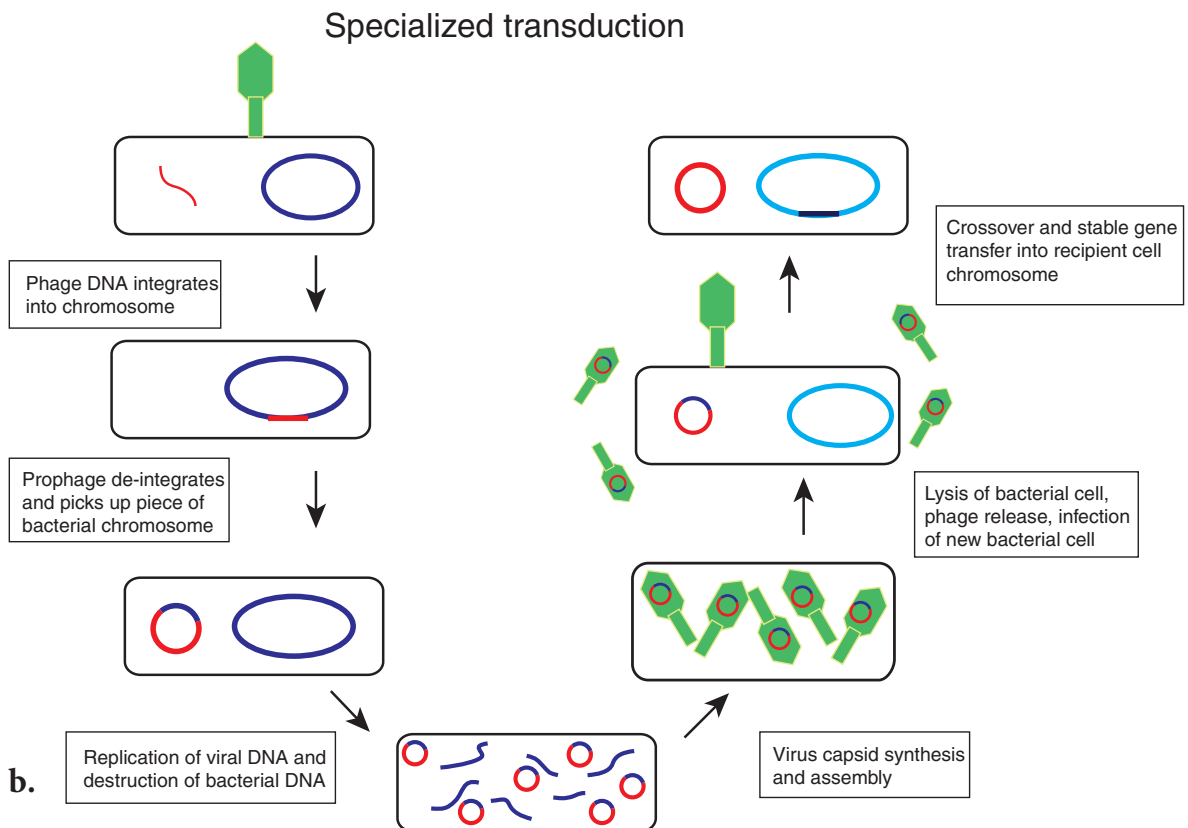 Specialized transduction
Phage DNA integrates
into chromosome
Prophage de-integrates
and picks up piece of
bacterial chromosome
Replication of viral DNA and
destruction of bacterial DNA
b.
Virus capsid synthesis
and assembly
Lysis of bacterial cell,
phage release, infection
of new bacterial cell
Crossover and stable gene
transfer into recipient cell
chromosome